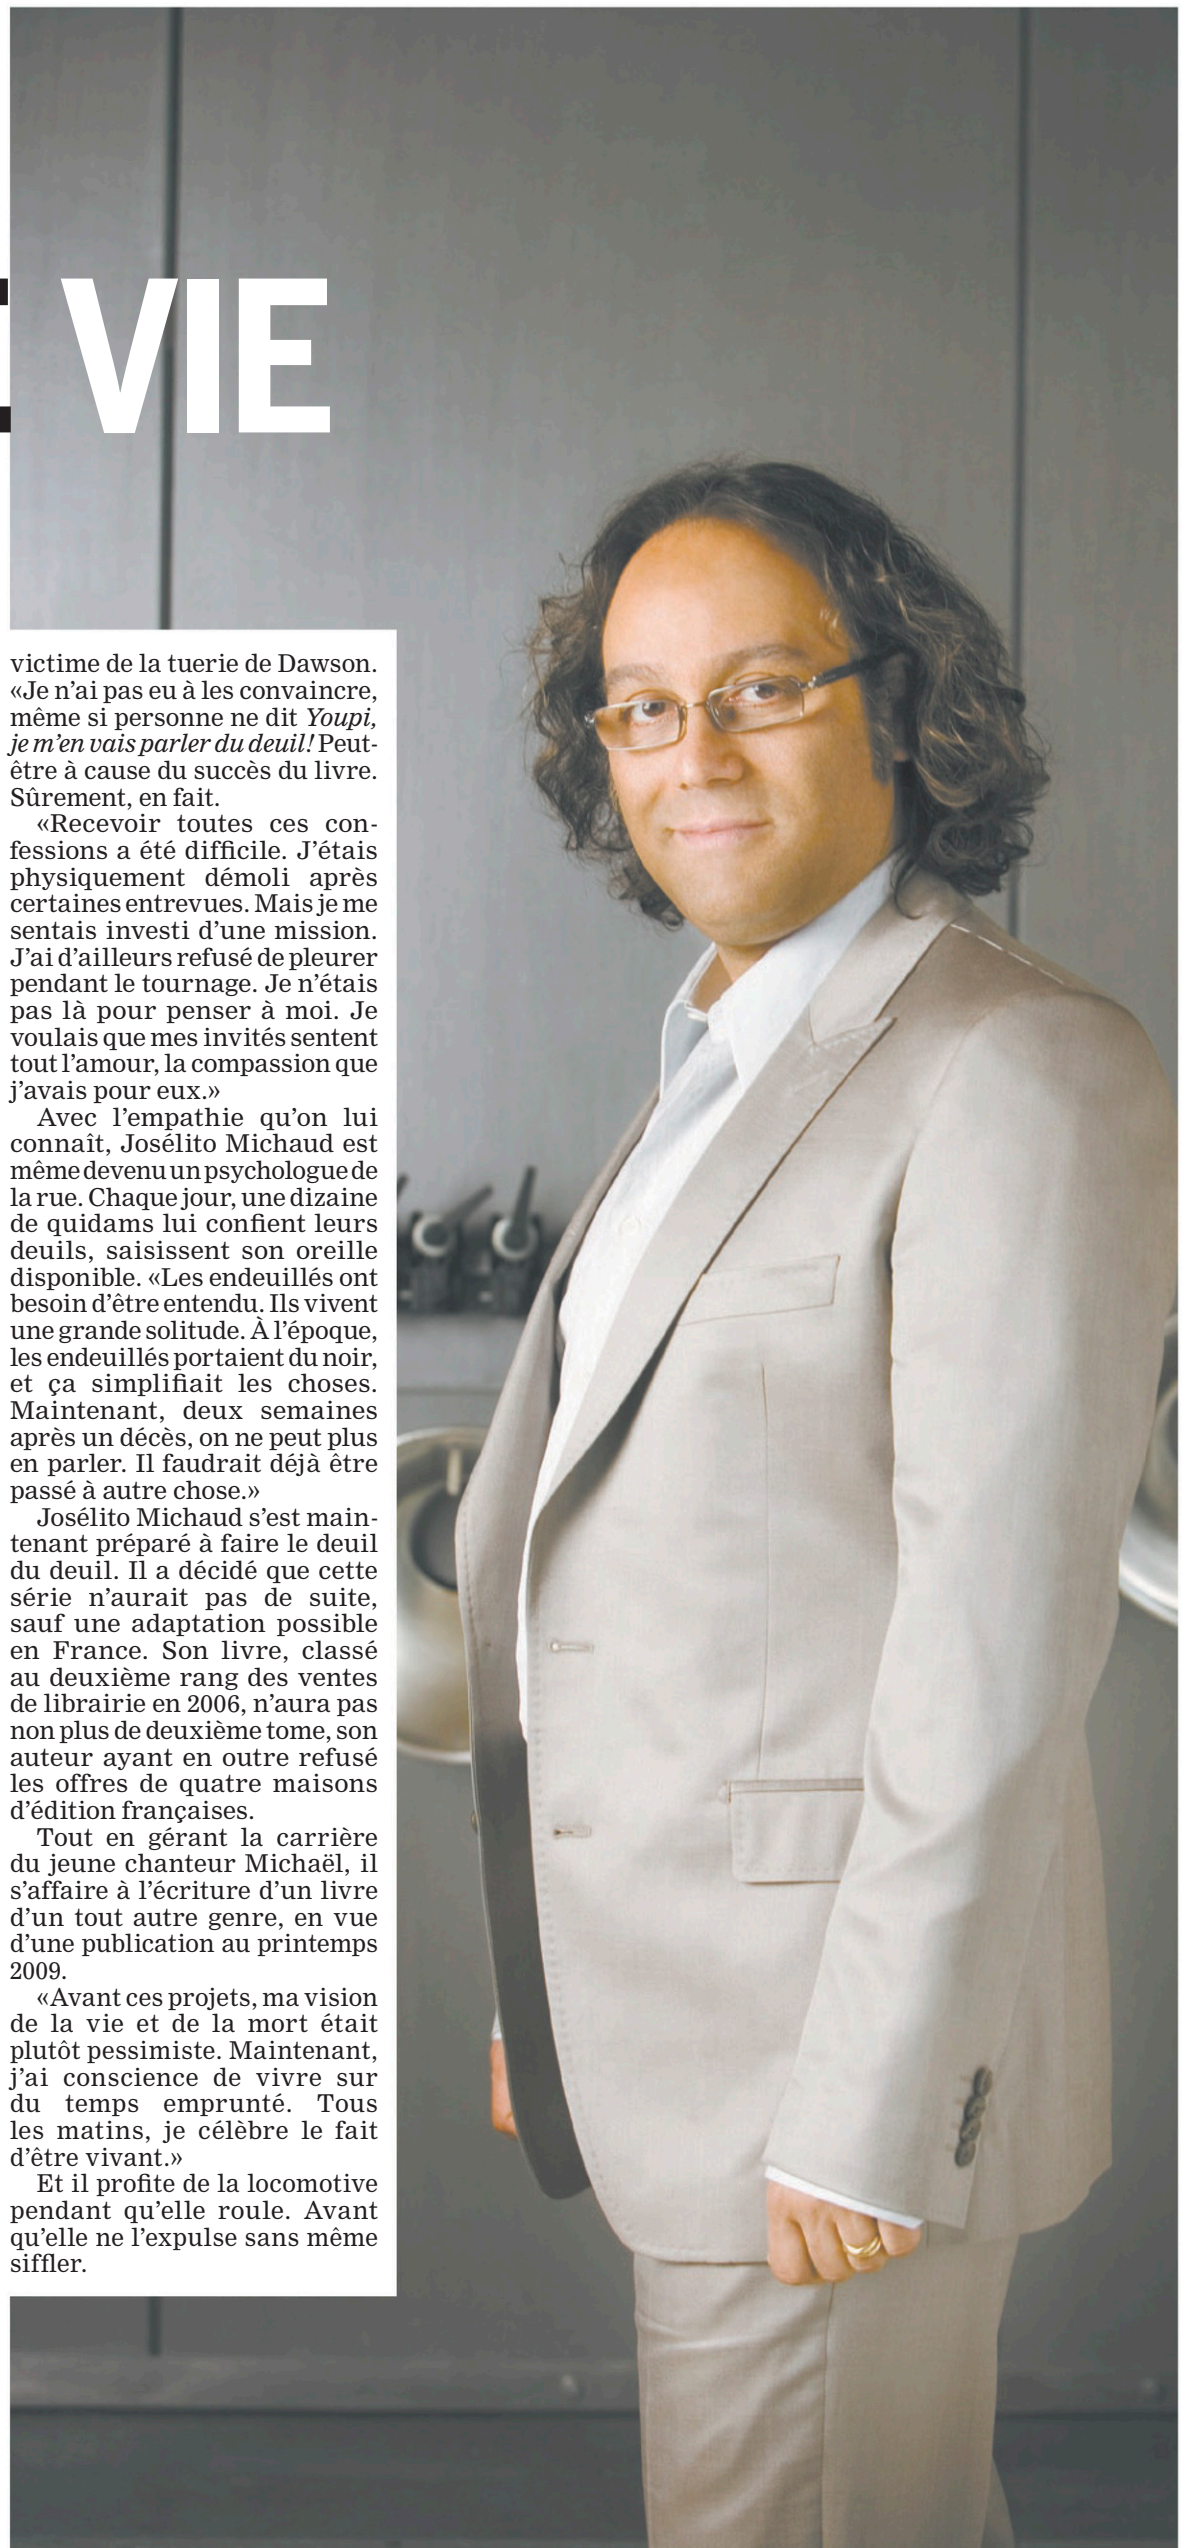 VIE
victime de la tuerie de Dawson.
«Je n’ai pas eu à les convaincre,
même si personne ne dit Youpi,
je m’en vais parler du deuil! Peut-
être à cause du succès du livre.
Sûrement, en fait.
«Recevoir toutes ces con-
fessions a été difficile. J’étais
physiquement démoli après
certaines entrevues. Mais je me
sentais investi d’une mission.
J’ai d’ailleurs refusé de pleurer
pendant le tournage. Je n’étais
pas là pour penser à moi. Je
voulais que mes invités sentent
tout l’amour, la compassion que
j’avais pour eux.»
Avec l’empathie qu’on lui
connaît, Josélito Michaud est
même devenu un psychologue de
la rue. Chaque jour, une dizaine
de quidams lui confient leurs
deuils, saisissent son oreille
disponible. «Les endeuillés ont
besoin d’être entendu. Ils vivent
une grande solitude. À l’époque,
les endeuillés portaient du noir,
et ça simplifiait les choses.
Maintenant, deux semaines
après un décès, on ne peut plus
en parler. Il faudrait déjà être
passé à autre chose.»
Josélito Michaud s’est main-
tenant préparé à faire le deuil
du deuil. Il a décidé que cette
série n’aurait pas de suite,
sauf une adaptation possible
en France. Son livre, classé
au deuxième rang des ventes
de librairie en 2006, n’aura pas
non plus de deuxième tome, son
auteur ayant en outre refusé
les offres de quatre maisons
d’édition françaises.
Tout en gérant la carrière
du jeune chanteur Michaël, il
s’affaire à l’écriture d’un livre
d’un tout autre genre, en vue
d’une publication au printemps
2009.
«Avant ces projets, ma vision
de la vie et de la mort était
plutôt pessimiste. Maintenant,
j’ai conscience de vivre sur
du temps emprunté. Tous
les matins, je célèbre le fait
d’être vivant.»
Et il profite de la locomotive
pendant qu’elle roule. Avant
qu’elle ne l’expulse sans même
siffler.